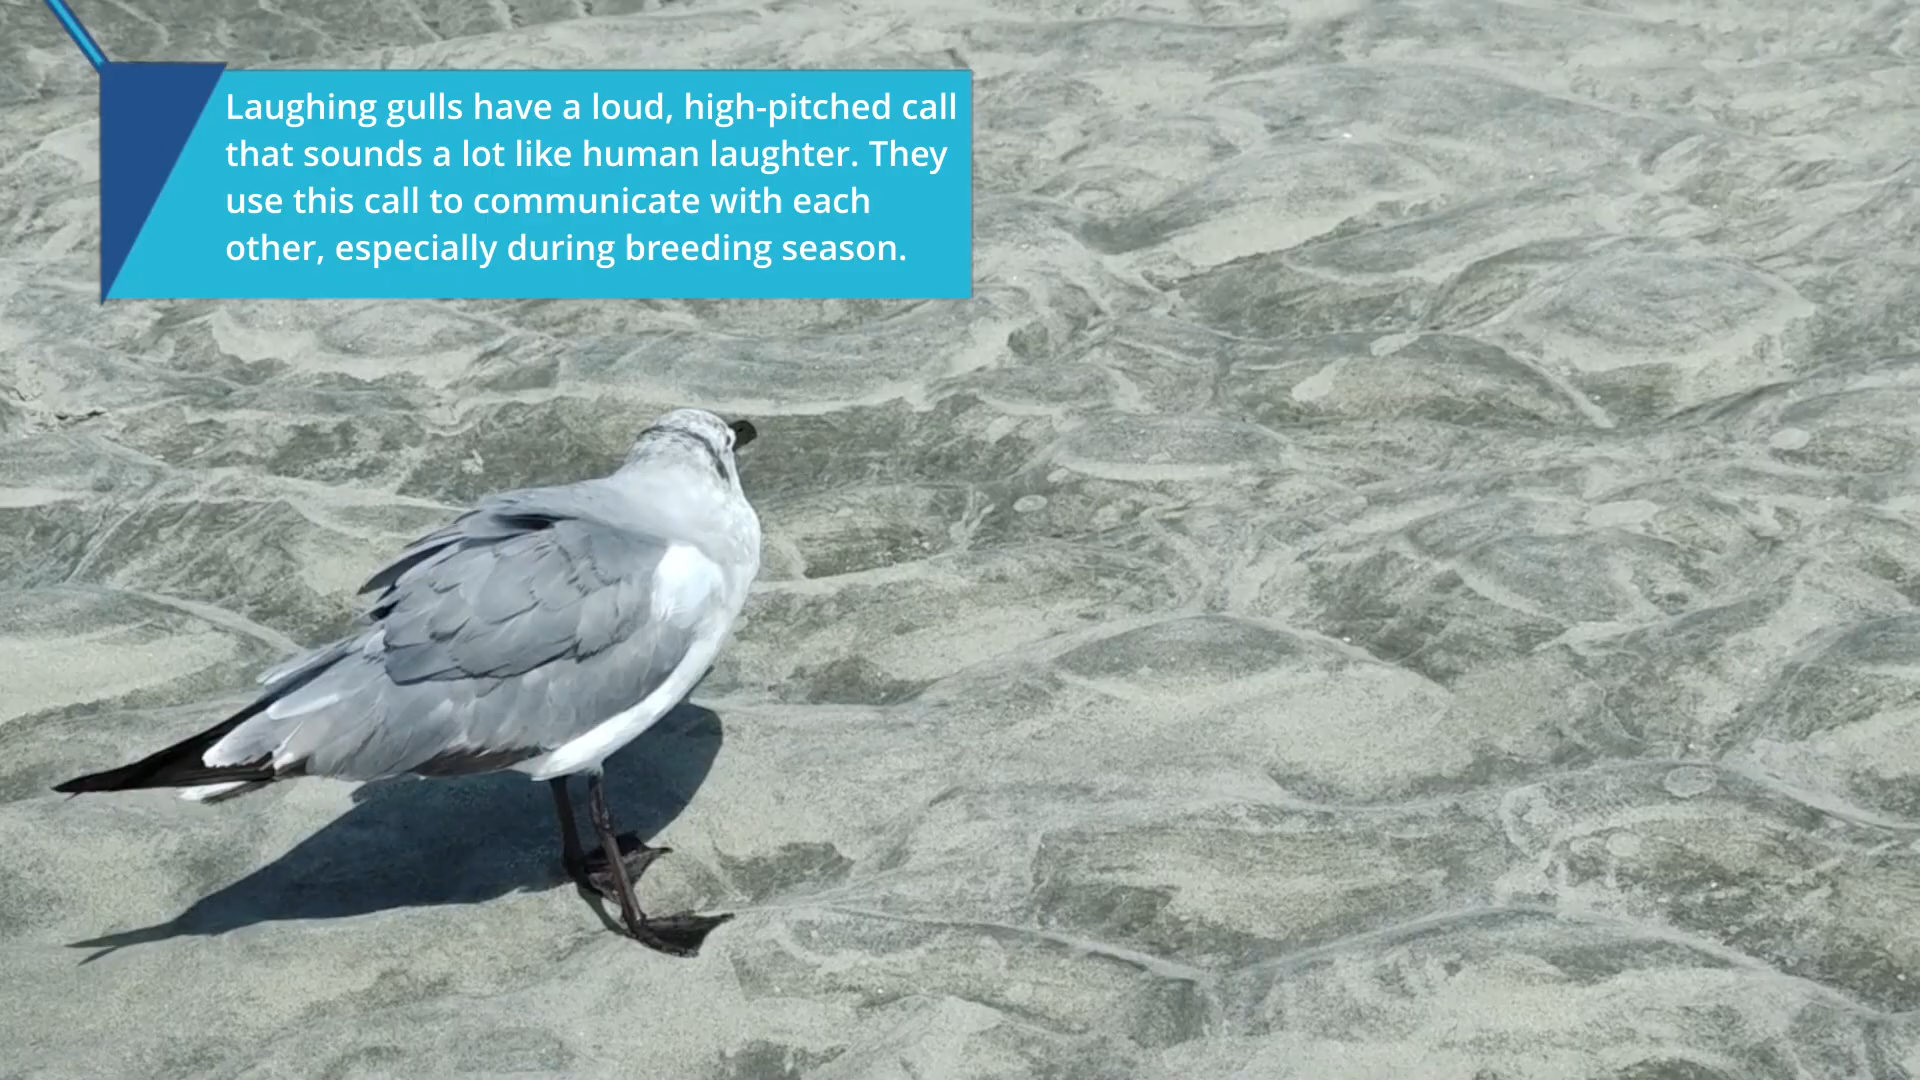 Laughing gulls have a loud, high-pitched call
that sounds a lot like human laughter. They
use this call to communicate with each
other, especially during breeding season.